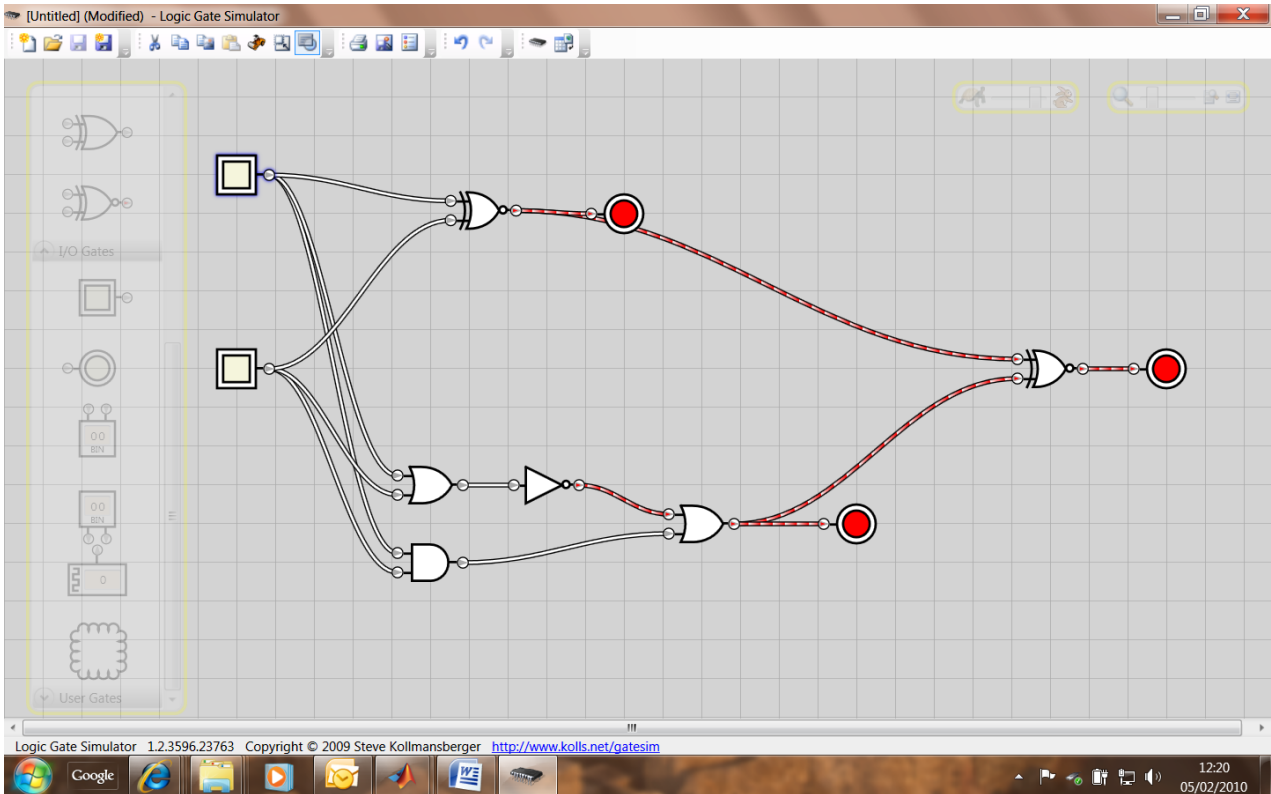 [Untitled] (Modified) - Logic Gate Simulator
I/O Gates
00
BIN
00
BIN
0
User Gates
Logic Gate Simulator 1.2.3596.23763 Copyright © 2009 Steve Kollmansberger http://www.kolls.net/gatesim
Google
12:20
05/02/2010